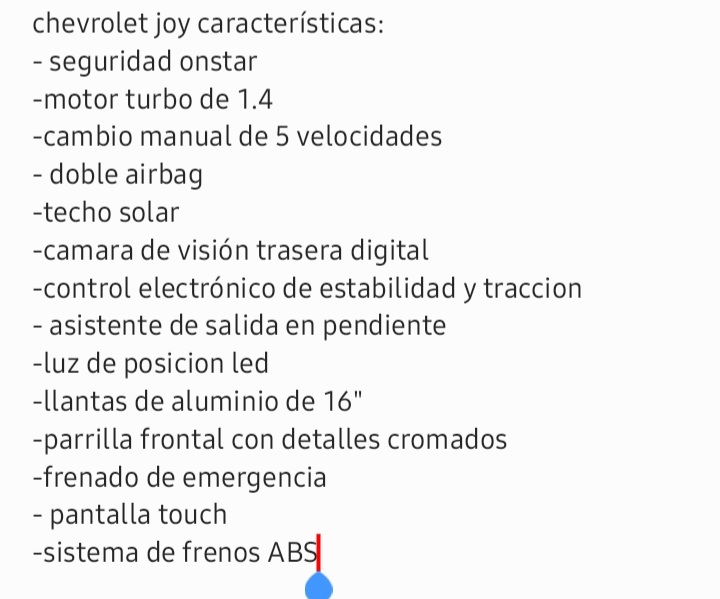 chevrolet joy características:
- seguridad onstar
-motor turbo de 1.4
-cambio manual de 5 velocidades
- doble airbag
-techo solar
-camara de visión trasera digital
-control electrónico de estabilidad y traccion
- asistente de salida en pendiente
-luz de posicion led
-llantas de aluminio de 16"
-parrilla frontal con detalles cromados
-frenado de emergencia
- pantalla touch
-sistema de frenos ABS